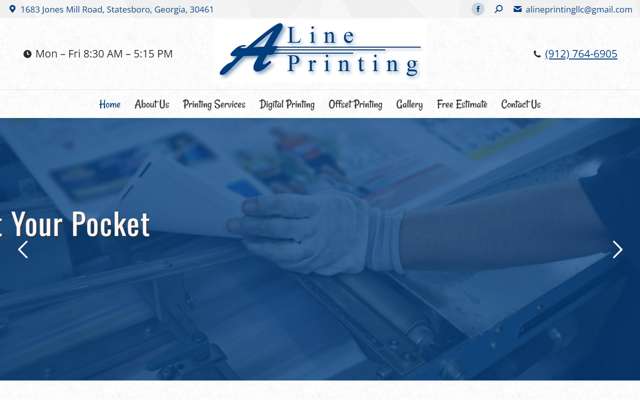 1683 Jones Mill Road, Statesboro, Georgia, 30461
alineprintingllc@gmail.com
Mon – Fri 8:30 AM – 5:15 PM
A Line
Printing
(912) 764-6905
Home About Us Printing Services Digital Printing Offset Printing Gallery Free Estimate Contact Us
Your Pocket